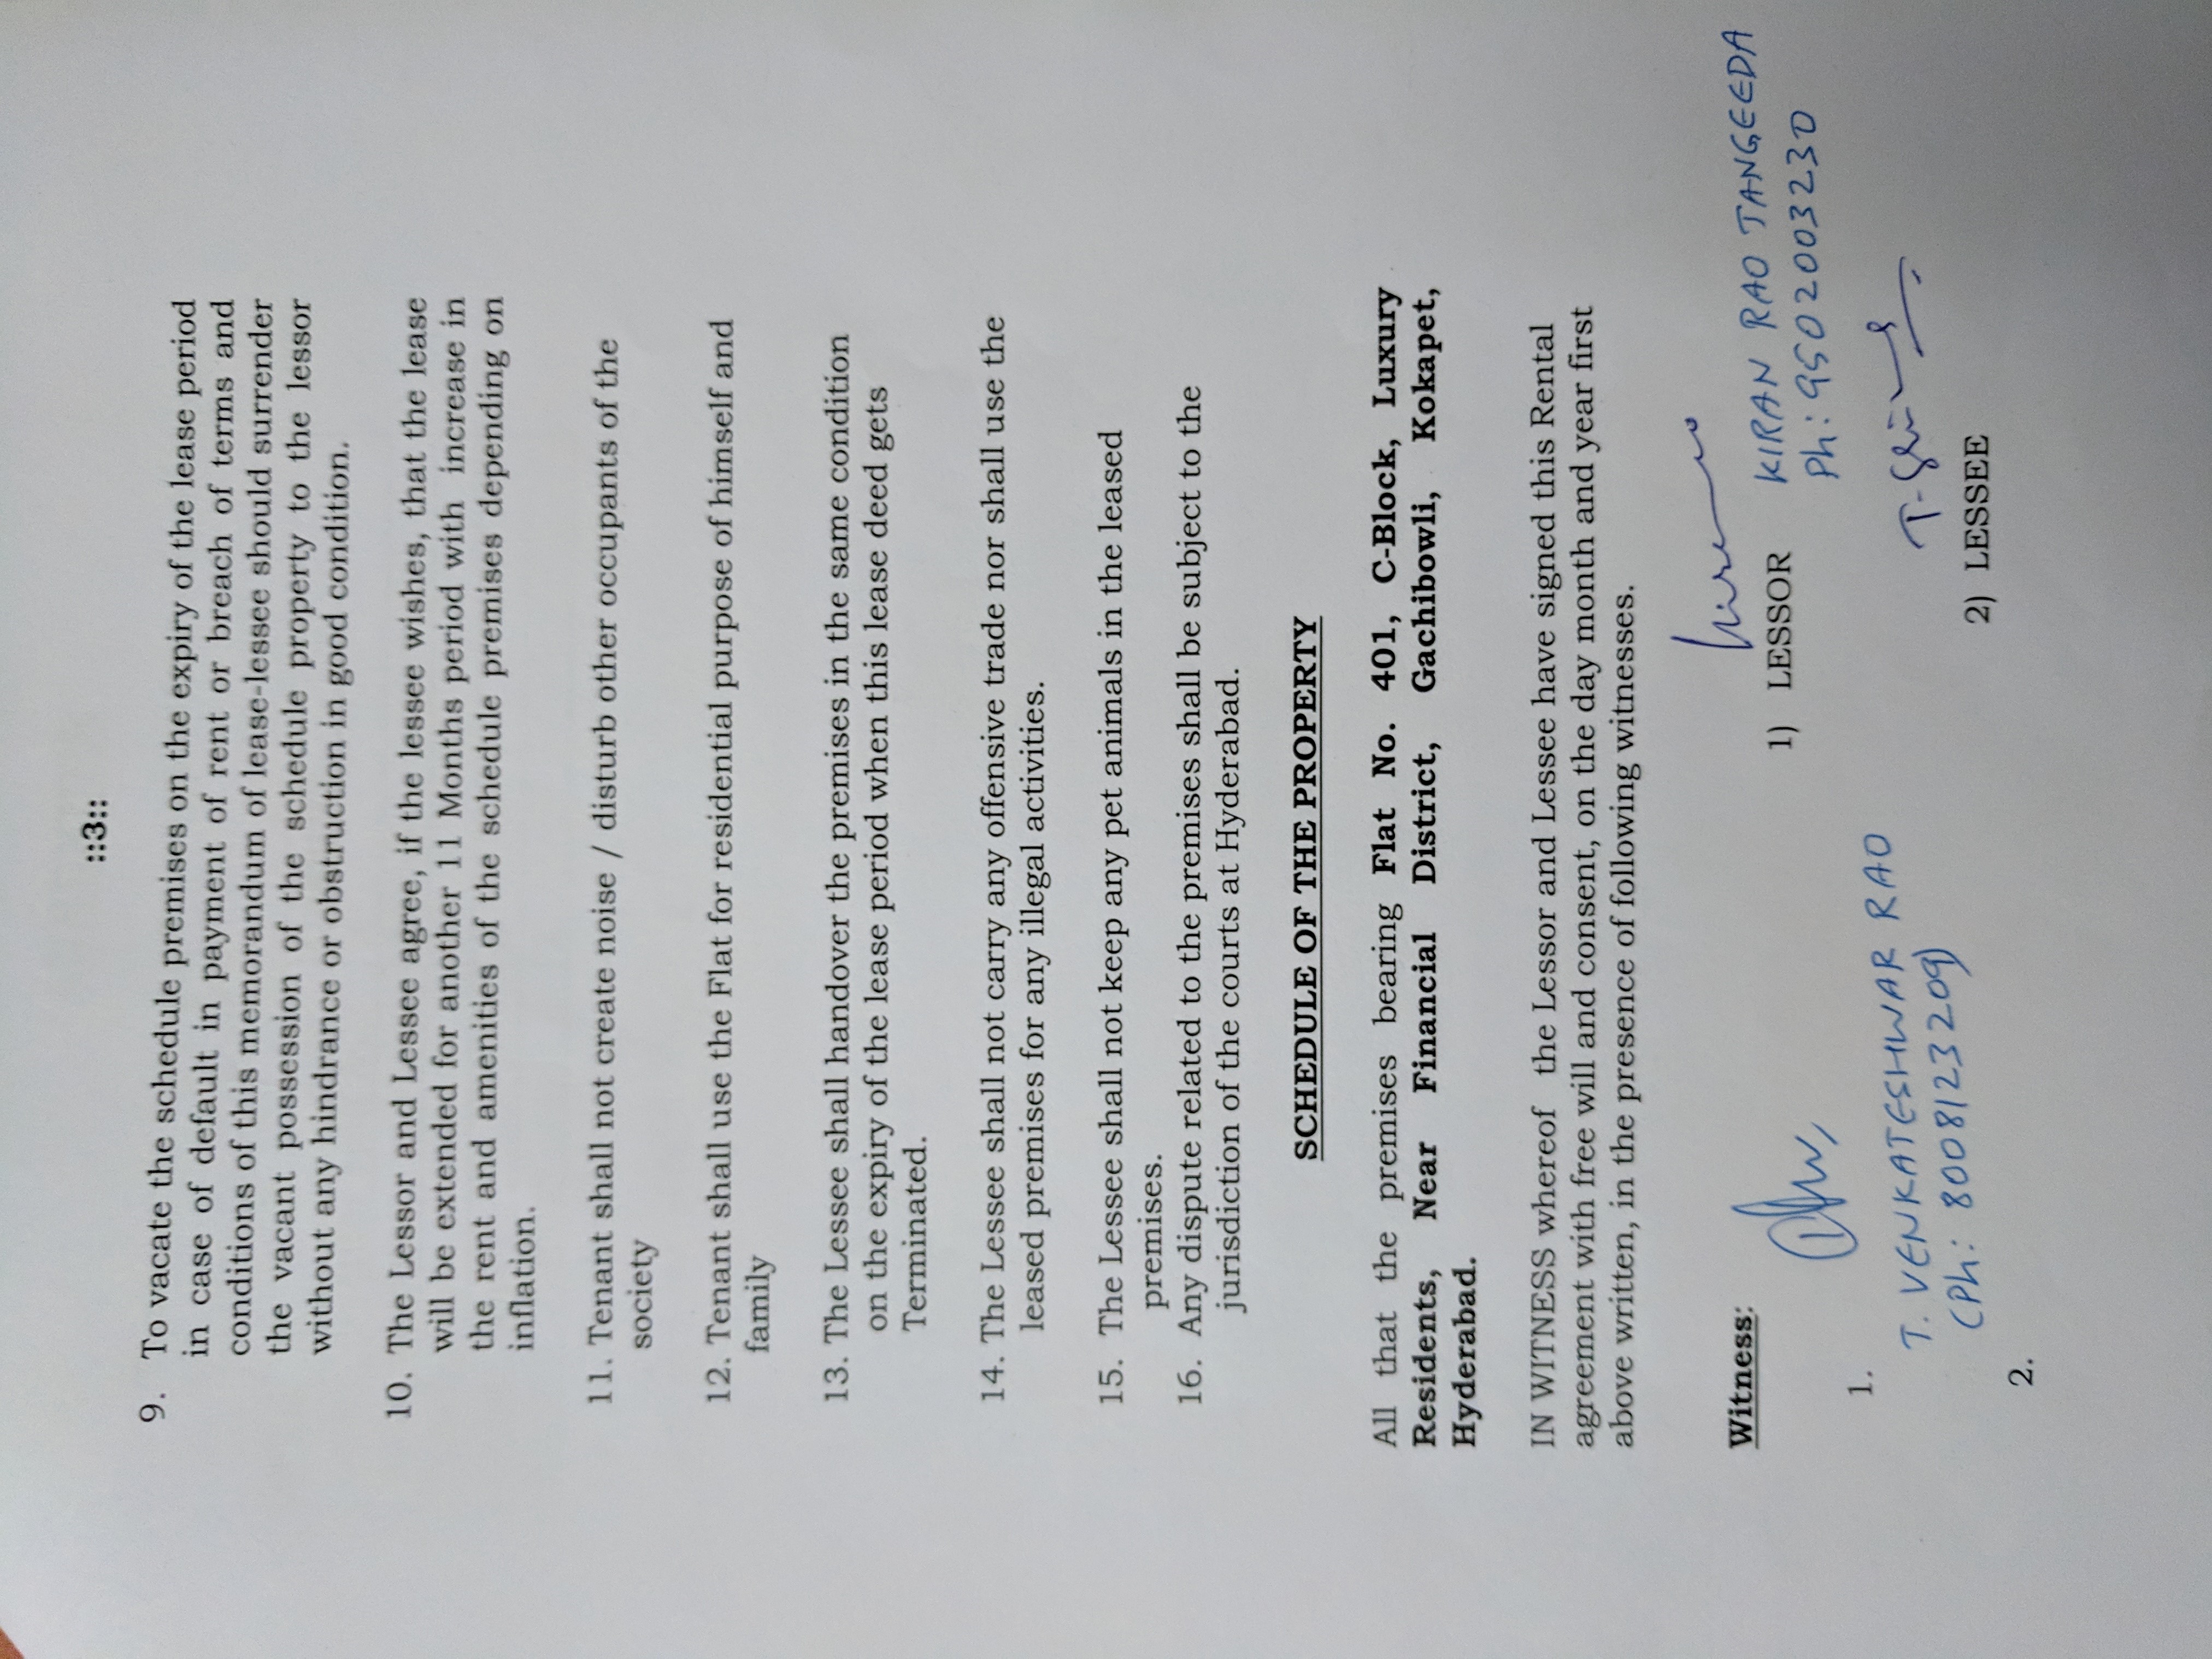 ::3::
9. To vacate the schedule premises on the expiry of the lease period
in case of default in payment of rent or breach of terms and
conditions of this memorandum of lease-lessee should surrender
the vacant possession of the schedule property to the lessor
without any hindrance or obstruction in good condition.
10. The Lessor and Lessee agree, if the lessee wishes, that the lease
will be extended for another 11 Months period with increase in
the rent and amenities of the schedule premises depending on
inflation.
11. Tenant shall not create noise / disturb other occupants of the
society
12. Tenant shall use the Flat for residential purpose of himself and
family
13. The Lessee shall handover the premises in the same condition
on the expiry of the lease period when this lease deed gets
Terminated.
14. The Lessee shall not carry any offensive trade nor shall use the
leased premises for any illegal activities.
15. The Lessee shall not keep any pet animals in the leased
premises.
16. Any dispute related to the premises shall be subject to the
jurisdiction of the courts at Hyderabad.
SCHEDULE OF THE PROPERTY
All that the premises bearing Flat No. 401, C-Block, Luxury
Residents, Near Financial District, Gachibowli, Kokapet,
Hyderabad.
IN WITNESS whereof the Lessor and Lessee have signed this Rental
agreement with free will and consent, on the day month and year first
above written, in the presence of following witnesses.
Witness:
1) LESSOR
KIRAN RAO TANGEEDA
Ph: 9502003230
1.
T. VENKATESHWAR RAO
(Ph: 8008123209)
2) LESSEE
2.